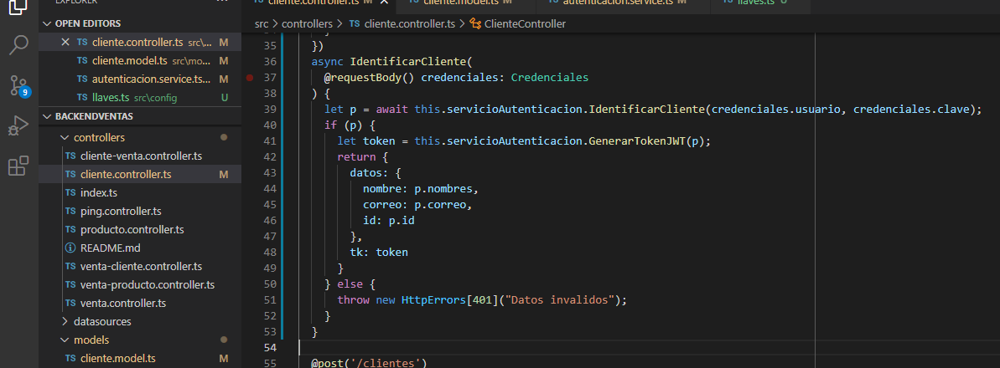 EXPLORER
OPEN EDITORS
TS cliente.controller.ts src\... M
TS cliente.model.ts src\mo... M
TS autenticacion.service.ts... M
TS llaves.ts src\config U
9
BACKENDVENTAS
controllers
TS cliente-venta.controller.ts
TS cliente.controller.ts M
TS index.ts
TS ping.controller.ts
TS producto.controller.ts
README.md
TS venta-cliente.controller.ts
TS venta-producto.controller.ts
TS venta.controller.ts
datasources
models
TS cliente.model.ts M
TS cliente.controller.ts M TS cliente.model.ts M TS autenticacion.service.ts M TS llaves.ts U
src > controllers > TS cliente.controller.ts > ClienteController
35 })
36 async IdentificarCliente(
37 @requestBody() credenciales: Credenciales
38 ) {
39 let p = await this.servicioAutenticacion.IdentificarCliente(credenciales.usuario, credenciales.clave);
40 if (p) {
41 let token = this.servicioAutenticacion.GenerarTokenJWT(p);
42 return {
43 datos: {
44 nombre: p.nombres,
45 correo: p.correo,
46 id: p.id
47 },
48 tk: token
49 }
50 } else {
51 throw new HttpErrors[401]("Datos invalidos");
52 }
53 }
54
55 @post('/clientes')